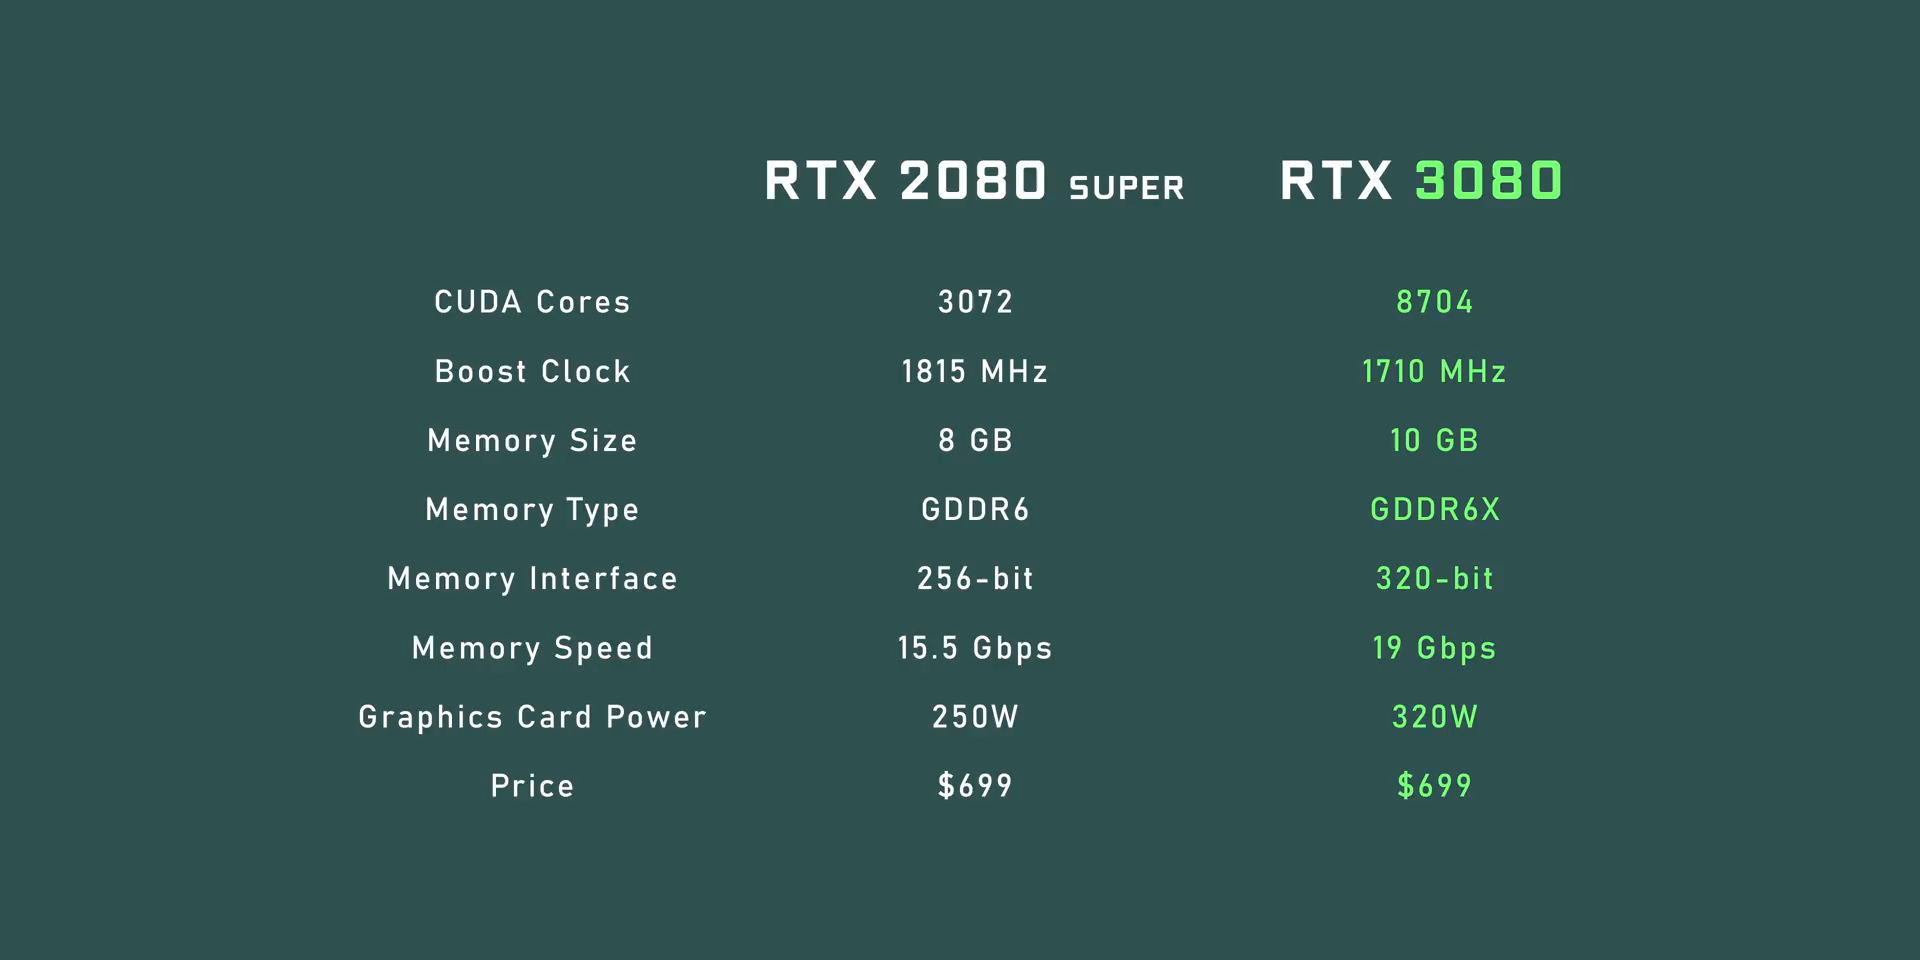 RTX 2080 SUPER RTX 3080
CUDA Cores 3072 8704
Boost Clock 1815 MHz 1710 MHz
Memory Size 8 GB 10 GB
Memory Type GDDR6 GDDR6X
Memory Interface 256-bit 320-bit
Memory Speed 15.5 Gbps 19 Gbps
Graphics Card Power 250W 320W
Price $699 $699